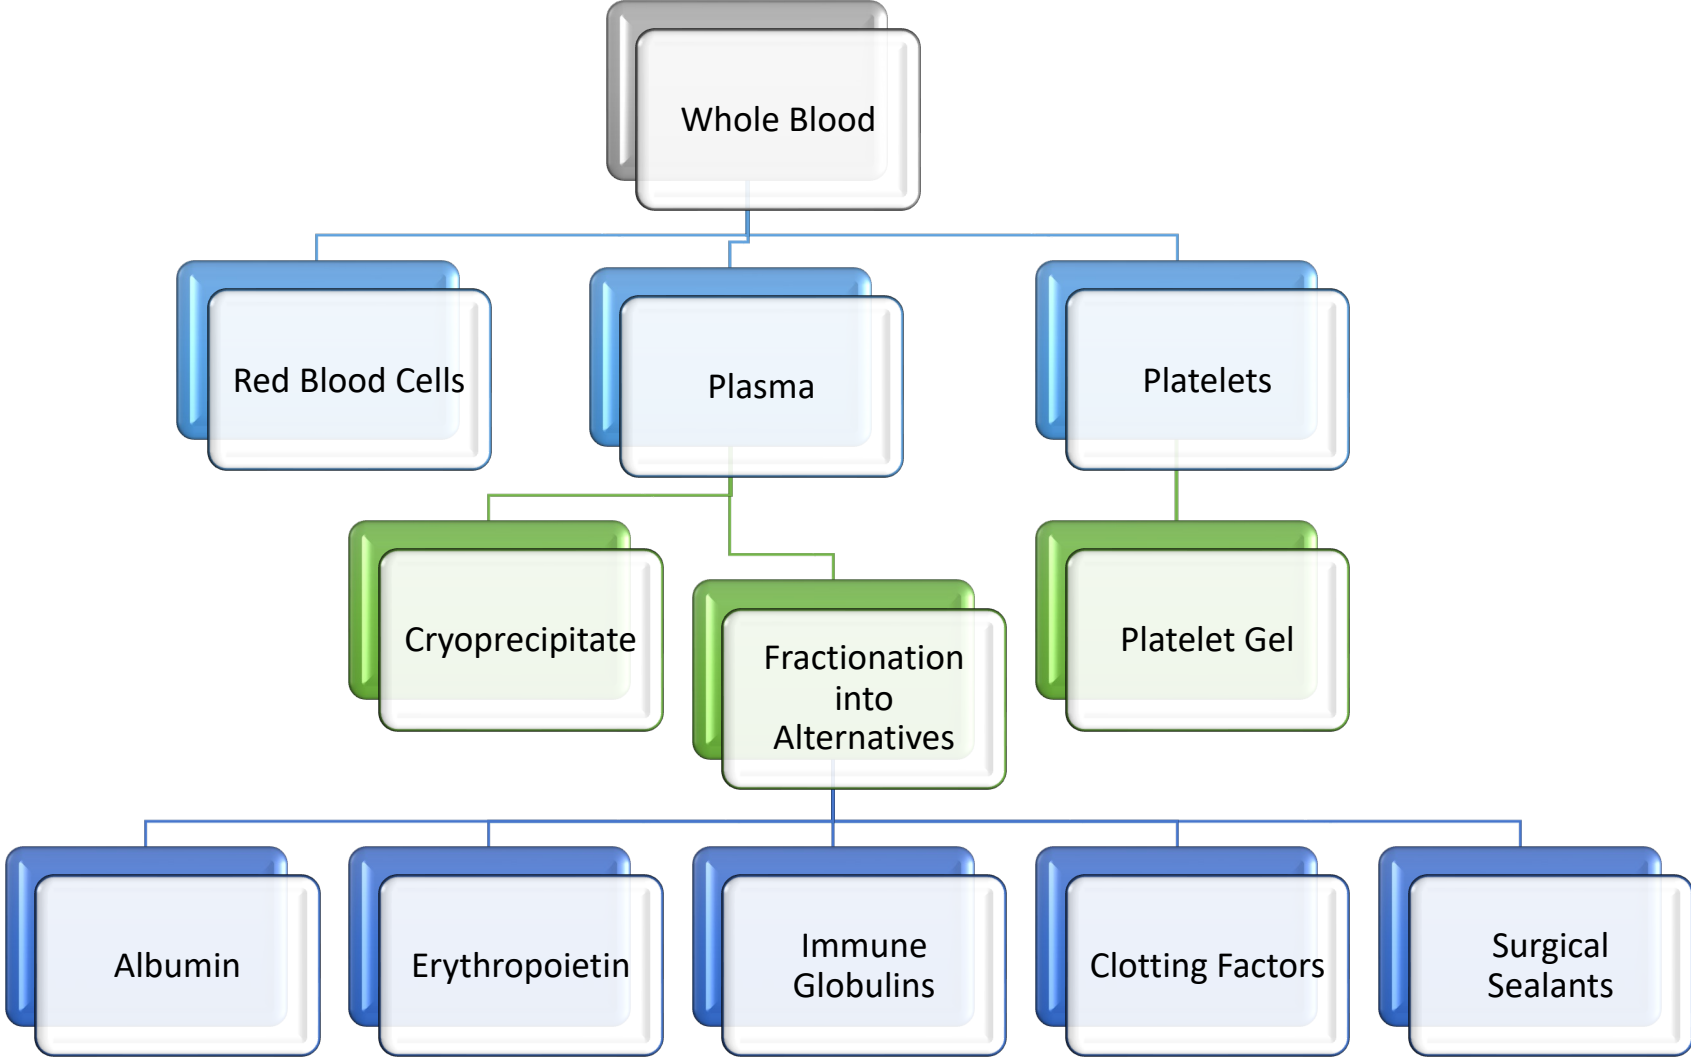 Whole Blood
Red Blood Cells
Plasma
Platelets
Cryoprecipitate
Fractionation
into
Alternatives
Platelet Gel
Albumin
Erythropoietin
Immune
Globulins
Clotting Factors
Surgical
Sealants